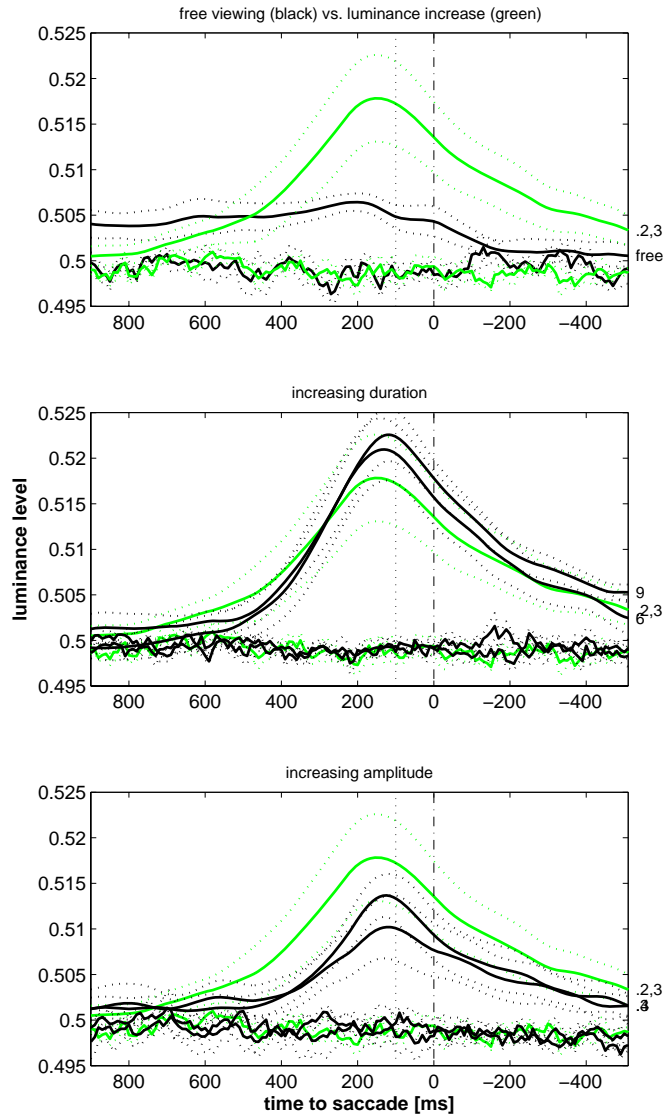 free viewing (black) vs. luminance increase (green)
0.525
0.52
0.515
0.51
0.505
0.5
0.495
.2,3
free
800 600 400 200 0 −200 −400
increasing duration
luminance level
0.525
0.52
0.515
0.51
0.505
0.5
0.495
9
.2,3
6
800 600 400 200 0 −200 −400
increasing amplitude
0.525
0.52
0.515
0.51
0.505
0.5
0.495
.2,3
800 600 400 200 0 −200 −400
time to saccade [ms]